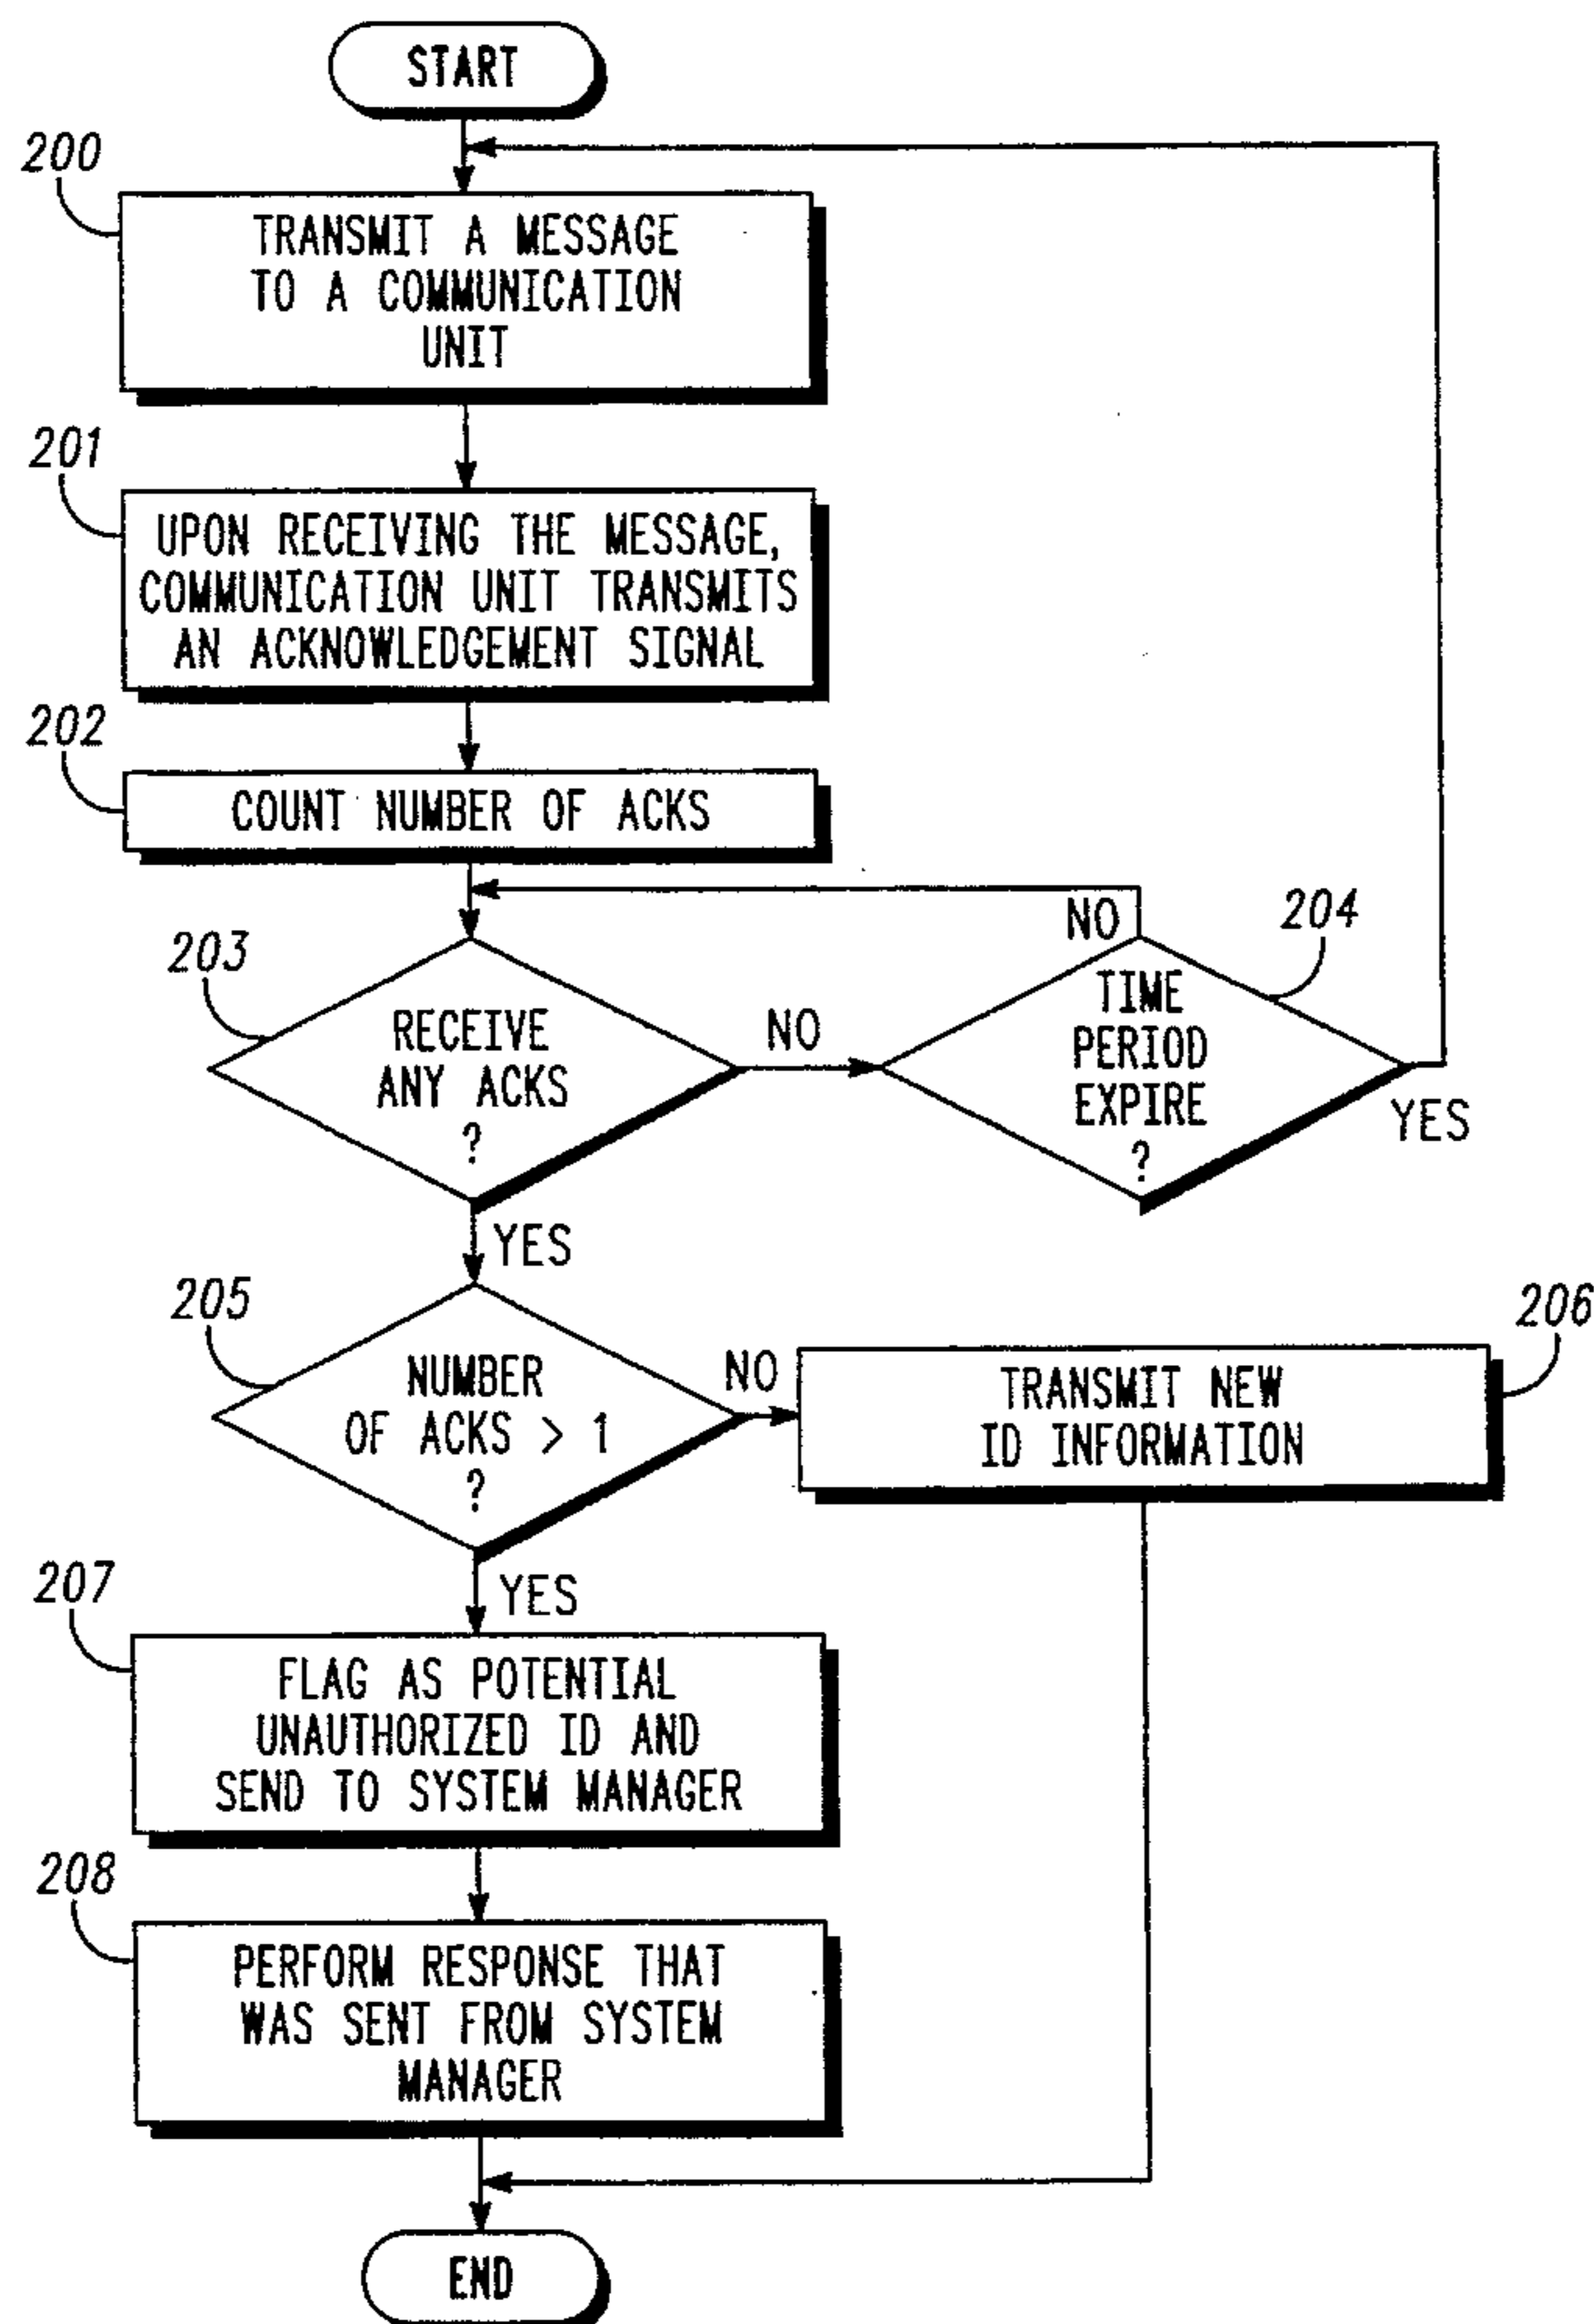 START
200
TRANSMIT A MESSAGE
TO A COMMUNICATION
UNIT
201
UPON RECEIVING THE MESSAGE,
COMMUNICATION UNIT TRANSMITS
AN ACKNOWLEDGEMENT SIGNAL
202
COUNT NUMBER OF ACKS
203
RECEIVE
ANY ACKS
?
NO
NO
204
TIME
PERIOD
EXPIRE
?
YES
YES
205
NUMBER
OF ACKS > 1
?
NO
206
TRANSMIT NEW
ID INFORMATION
YES
207
FLAG AS POTENTIAL
UNAUTHORIZED ID AND
SEND TO SYSTEM MANAGER
208
PERFORM RESPONSE THAT
WAS SENT FROM SYSTEM
MANAGER
END